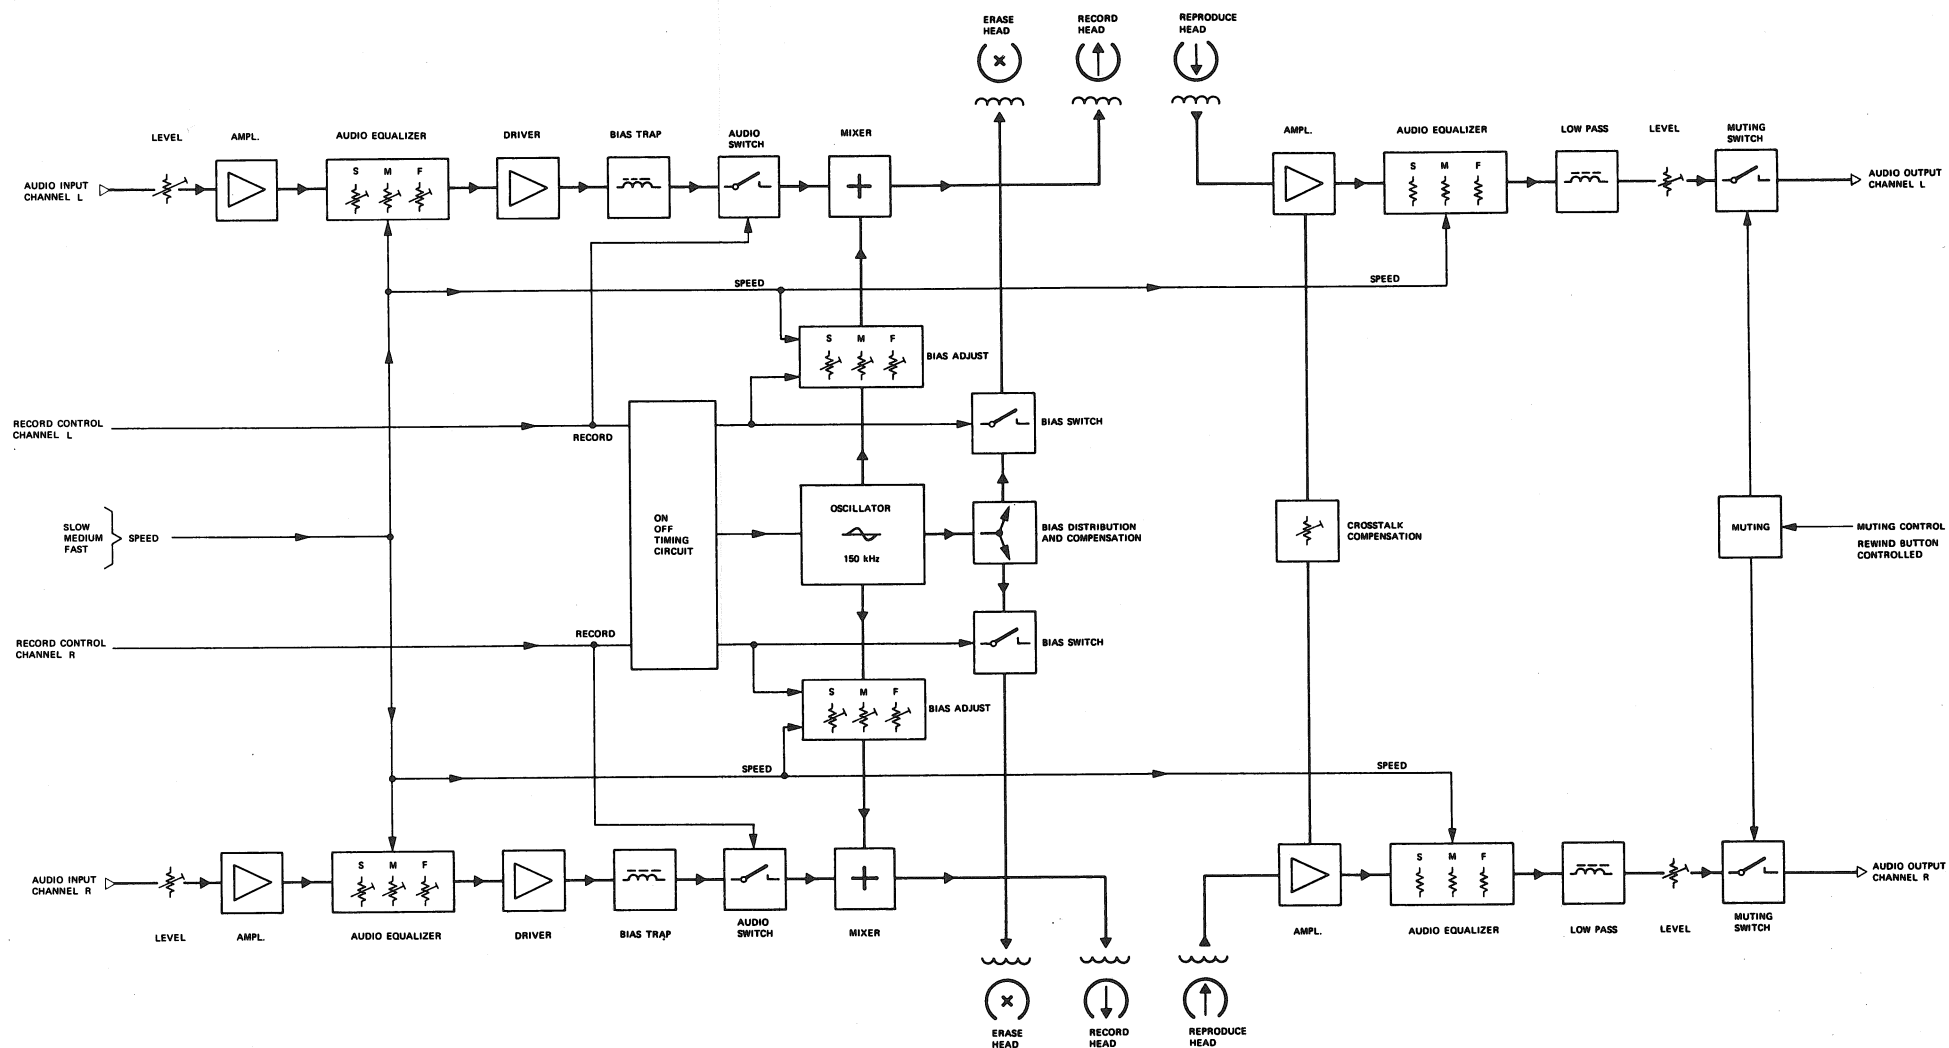 ERASE
HEAD
RECORD
HEAD
REPRODUCE
HEAD
LEVEL
AMPL.
AUDIO EQUALIZER
DRIVER
BIAS TRAP
AUDIO
SWITCH
MIXER
AMPL.
AUDIO EQUALIZER
LOW PASS
LEVEL
MUTING
SWITCH
AUDIO INPUT
CHANNEL L
S M F
S M F
AUDIO OUTPUT
CHANNEL L
SPEED
SPEED
S M F
BIAS ADJUST
RECORD CONTROL
CHANNEL L
RECORD
BIAS SWITCH
SLOW
MEDIUM
FAST
SPEED
ON
OFF
TIMING
CIRCUIT
OSCILLATOR
150 kHz
BIAS DISTRIBUTION
AND COMPENSATION
CROSSTALK
COMPENSATION
MUTING
MUTING CONTROL
REWIND BUTTON
CONTROLLED
RECORD CONTROL
CHANNEL R
RECORD
BIAS SWITCH
S M F
BIAS ADJUST
SPEED
SPEED
AUDIO INPUT
CHANNEL R
S M F
S M F
AUDIO OUTPUT
CHANNEL R
LEVEL
AMPL.
AUDIO EQUALIZER
DRIVER
BIAS TRAP
AUDIO
SWITCH
MIXER
AMPL.
AUDIO EQUALIZER
LOW PASS
LEVEL
MUTING
SWITCH
ERASE
HEAD
RECORD
HEAD
REPRODUCE
HEAD